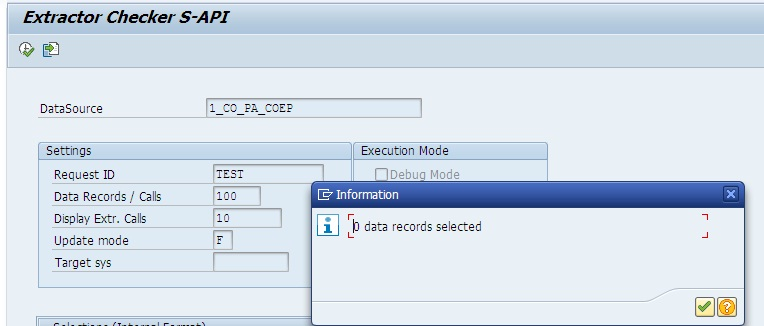 Extractor Checker S-API
DataSource 1_CO_PA_COEP
Settings
Execution Mode
Request ID TEST
Debug Mode
Data Records / Calls 100
Display Extr. Calls 10
Update mode F
Target sys
Information
0 data records selected
Selections (Internal Format)